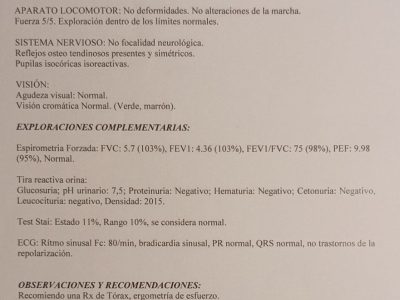 APARATO LOCOMOTOR: No deformidades. No alteraciones de la marcha.
Fuerza 5/5. Exploración dentro de los límites normales.
SISTEMA NERVIOSO: No focalidad neurológica.
Reflejos osteo tendinosos presentes y simétricos.
Pupilas isocóricas isoreactivas.
VISIÓN:
Agudeza visual: Normal.
Visión cromática Normal. (Verde, marrón).
EXPLORACIONES COMPLEMENTARIAS:
Espirometria Forzada: FVC: 5.7 (103%), FEV1: 4.36 (103%), FEV1/FVC: 75 (98%), PEF: 9.98
(95%), Normal.
Tira reactiva orina:
Glucosuria; pH urinario: 7,5; Proteinuria: Negativo; Hematuria: Negativo; Cetonuria: Negativo,
Leucocituria: negativo, Densidad: 2015.
Test Stai: Estado 11%, Rango 10%, se considera normal.
ECG: Ritmo sinusal Fc: 80/min, bradicardia sinusal, PR normal, QRS normal, no trastornos de la
repolarización.
OBSERVACIONES Y RECOMENDACIONES:
Recomiendo una Rx de Tórax, ergometría de esfuerzo.